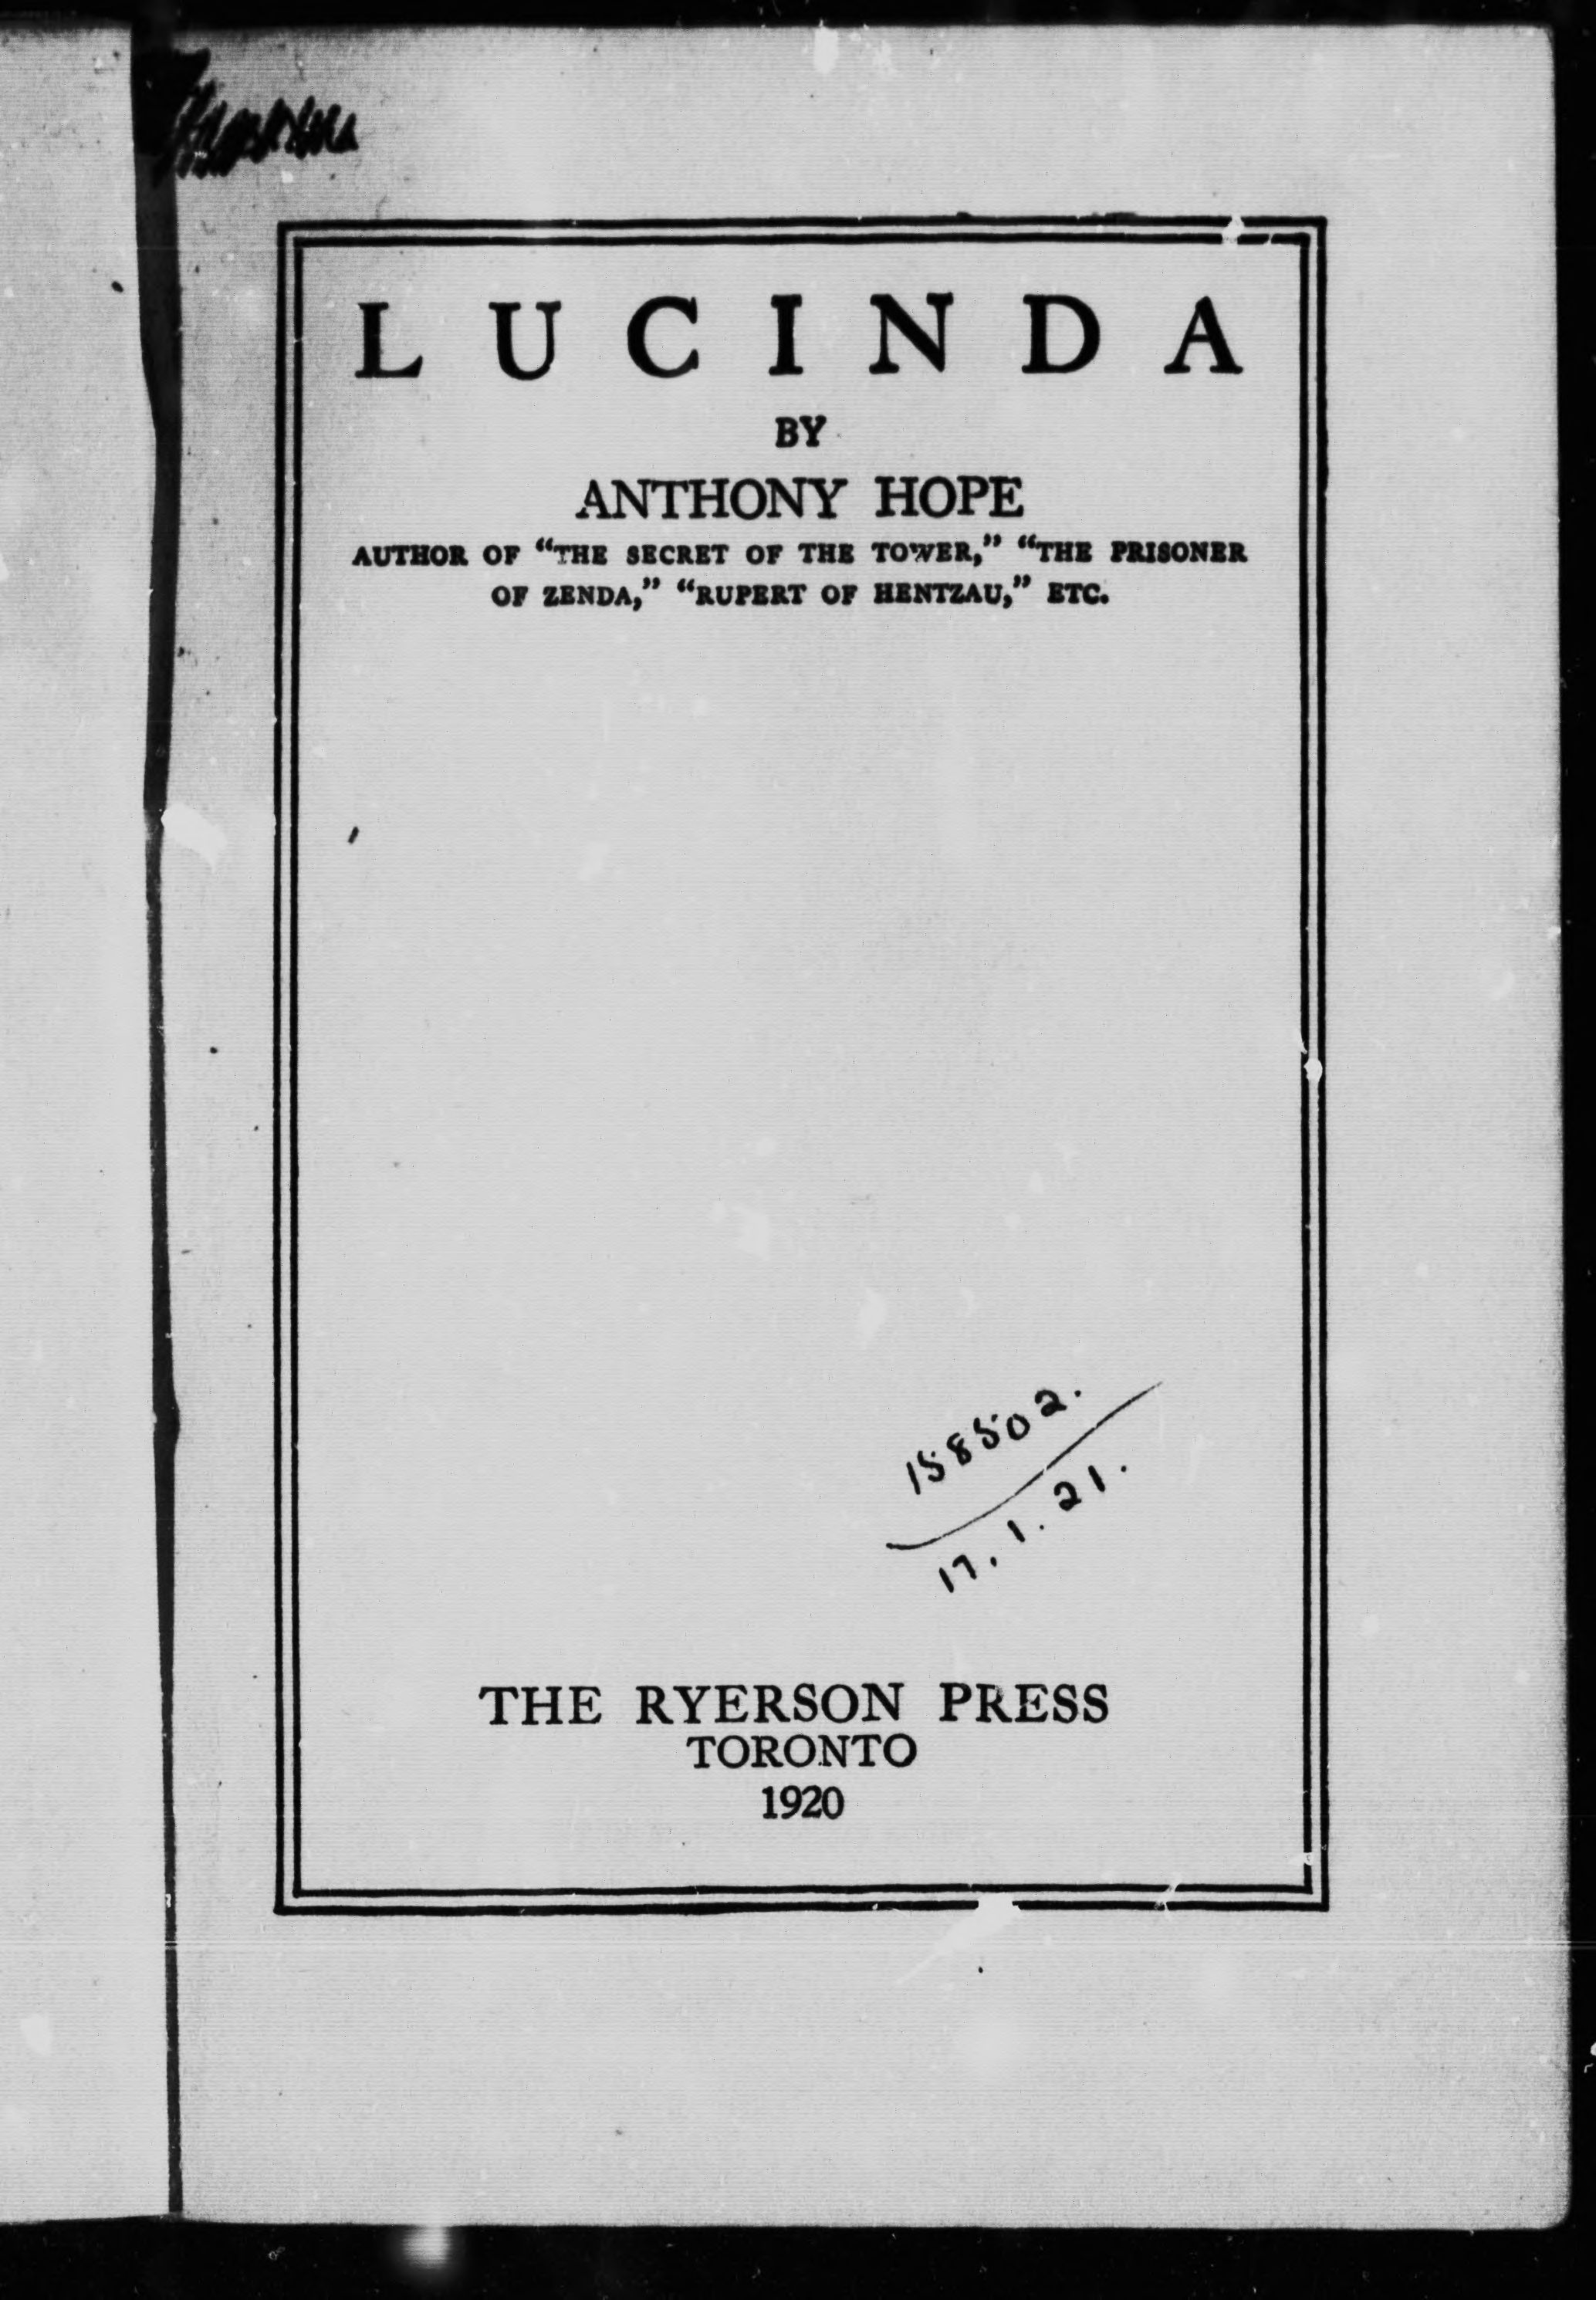 LUCINDA
BY
ANTHONY HOPE
AUTHOR OF “THE SECRET OF THE TOWER,” “THE PRISONER
OF ZENDA,” “RUPERT OF HENTZAU,” ETC.
158502.
17.1.21.
THE RYERSON PRESS
TORONTO
1920